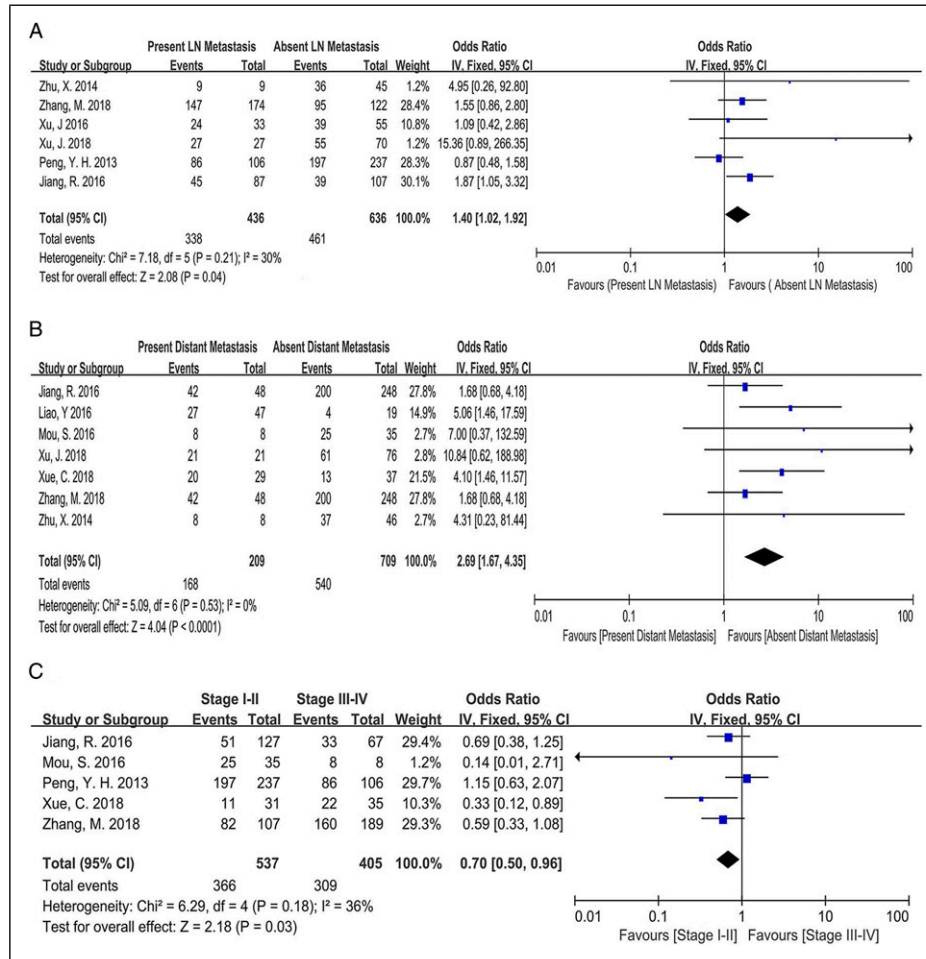 A
Present LN Metastasis Absent LN Metastasis Odds Ratio Odds Ratio
Study or Subgroup Events Total Events Total Weight IV, Fixed, 95% CI IV, Fixed, 95% CI
Zhu, X. 2014 9 9 36 45 1.2% 4.95 [0.26, 92.80]
Zhang, M. 2018 147 174 95 122 28.4% 1.55 [0.86, 2.80]
Xu, J 2016 24 33 39 55 10.8% 1.09 [0.42, 2.86]
Xu, J. 2018 27 27 55 70 1.2% 15.36 [0.89, 266.35]
Peng, Y. H. 2013 86 106 197 237 28.3% 0.87 [0.48, 1.58]
Jiang, R. 2016 45 87 39 107 30.1% 1.87 [1.05, 3.32]
Total (95% CI) 436 636 100.0% 1.40 [1.02, 1.92]
Total events 338 461
Heterogeneity: Chi² = 7.18, df = 5 (P = 0.21); I² = 30%
Test for overall effect: Z = 2.08 (P = 0.04)
0.01 0.1 1 10 100
Favours (Present LN Metastasis) Favours ( Absent LN Metastasis)
B
Present Distant Metastasis Absent Distant Metastasis Odds Ratio Odds Ratio
Study or Subgroup Events Total Events Total Weight IV, Fixed, 95% CI IV, Fixed, 95% CI
Jiang, R. 2016 42 48 200 248 27.8% 1.68 [0.68, 4.18]
Liao, Y 2016 27 47 4 19 14.9% 5.06 [1.46, 17.59]
Mou, S. 2016 8 8 25 35 2.7% 7.00 [0.37, 132.59]
Xu, J. 2018 21 21 61 76 2.8% 10.84 [0.62, 188.98]
Xue, C. 2018 20 29 13 37 21.5% 4.10 [1.46, 11.57]
Zhang, M. 2018 42 48 200 248 27.8% 1.68 [0.68, 4.18]
Zhu, X. 2014 8 8 37 46 2.7% 4.31 [0.23, 81.44]
Total (95% CI) 209 709 100.0% 2.69 [1.67, 4.35]
Total events 168 540
Heterogeneity: Chi² = 5.09, df = 6 (P = 0.53); I² = 0%
Test for overall effect: Z = 4.04 (P < 0.0001)
0.01 0.1 1 10 100
Favours [Present Distant Metastasis] Favours [Absent Distant Metastasis]
C
Stage I-II Stage III-IV Odds Ratio Odds Ratio
Study or Subgroup Events Total Events Total Weight IV, Fixed, 95% CI IV, Fixed, 95% CI
Jiang, R. 2016 51 127 33 67 29.4% 0.69 [0.38, 1.25]
Mou, S. 2016 25 35 8 8 1.2% 0.14 [0.01, 2.71]
Peng, Y. H. 2013 197 237 86 106 29.7% 1.15 [0.63, 2.07]
Xue, C. 2018 11 31 22 35 10.3% 0.33 [0.12, 0.89]
Zhang, M. 2018 82 107 160 189 29.3% 0.59 [0.33, 1.08]
Total (95% CI) 537 405 100.0% 0.70 [0.50, 0.96]
Total events 366 309
Heterogeneity: Chi² = 6.29, df = 4 (P = 0.18); I² = 36%
Test for overall effect: Z = 2.18 (P = 0.03)
0.01 0.1 1 10 100
Favours [Stage I-II] Favours [Stage III-IV]